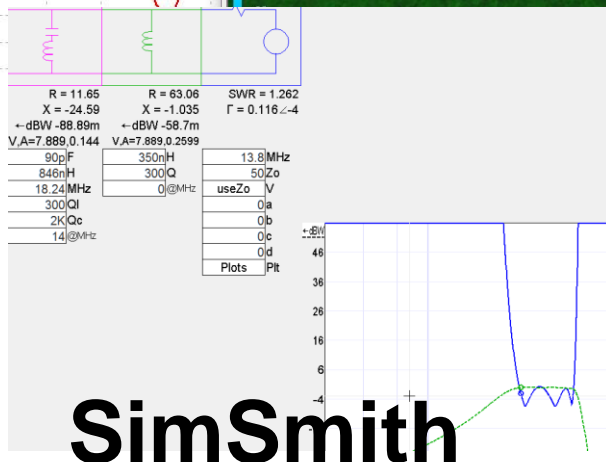 R = 11.65
X = -24.59
←dBW -88.89m
V,A=7.889,0.144
90p F
846n H
18.24 MHz
300 Ql
2K Qc
14 @MHz
R = 63.06
X = -1.035
←dBW -58.7m
V,A=7.889,0.2599
350n H
300 Q
0 @MHz
SWR = 1.262
Γ = 0.116∠-4
13.8 MHz
50 Zo
useZo V
0 a
0 b
0 c
0 d
Plots Plt
←dBW
46
36
26
16
6
-4
SimSmith